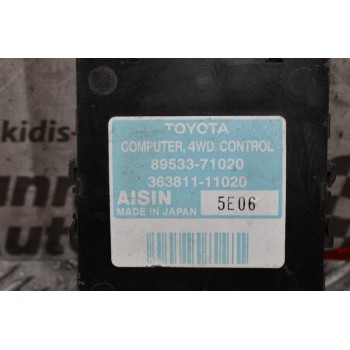 TOYOTA
COMPUTER, 4WD. CONTROL
89533-71020
363811-11020
AISIN 5E06
MADE IN JAPAN